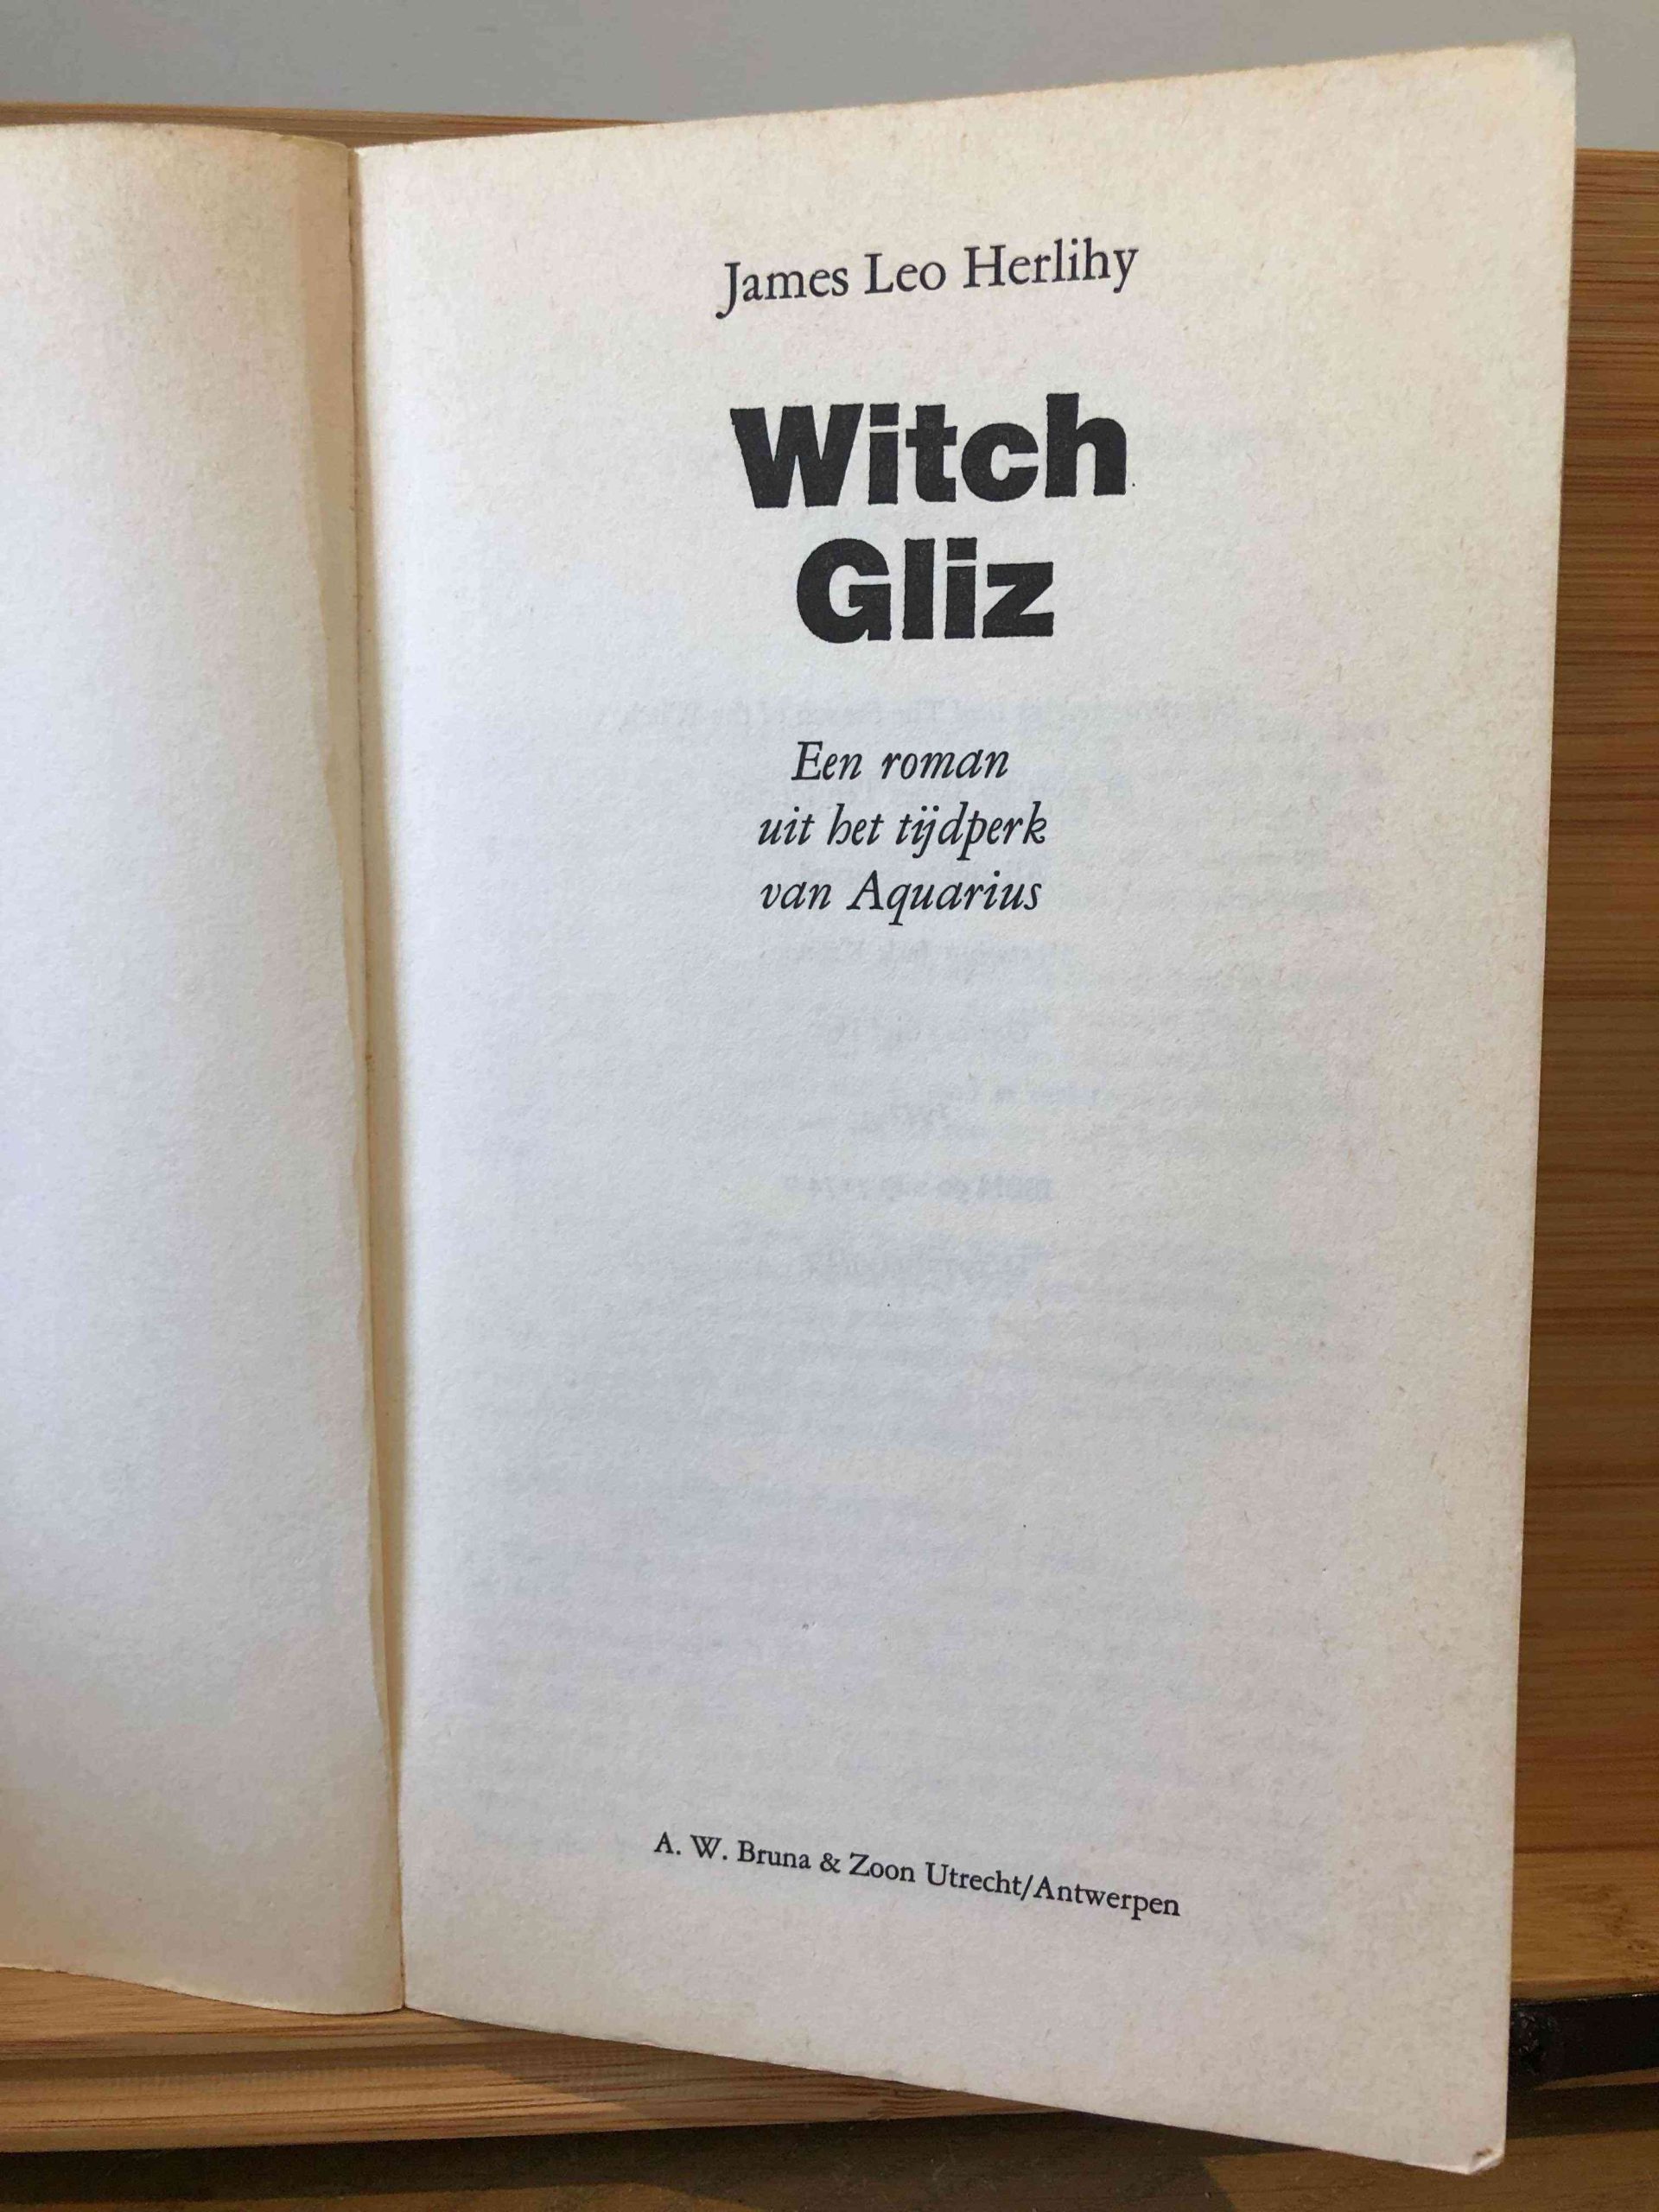 James Leo Herlihy
Witch
Gliz
Een roman
uit het tijdperk
van Aquarius
A. W. Bruna & Zoon Utrecht/Antwerpen